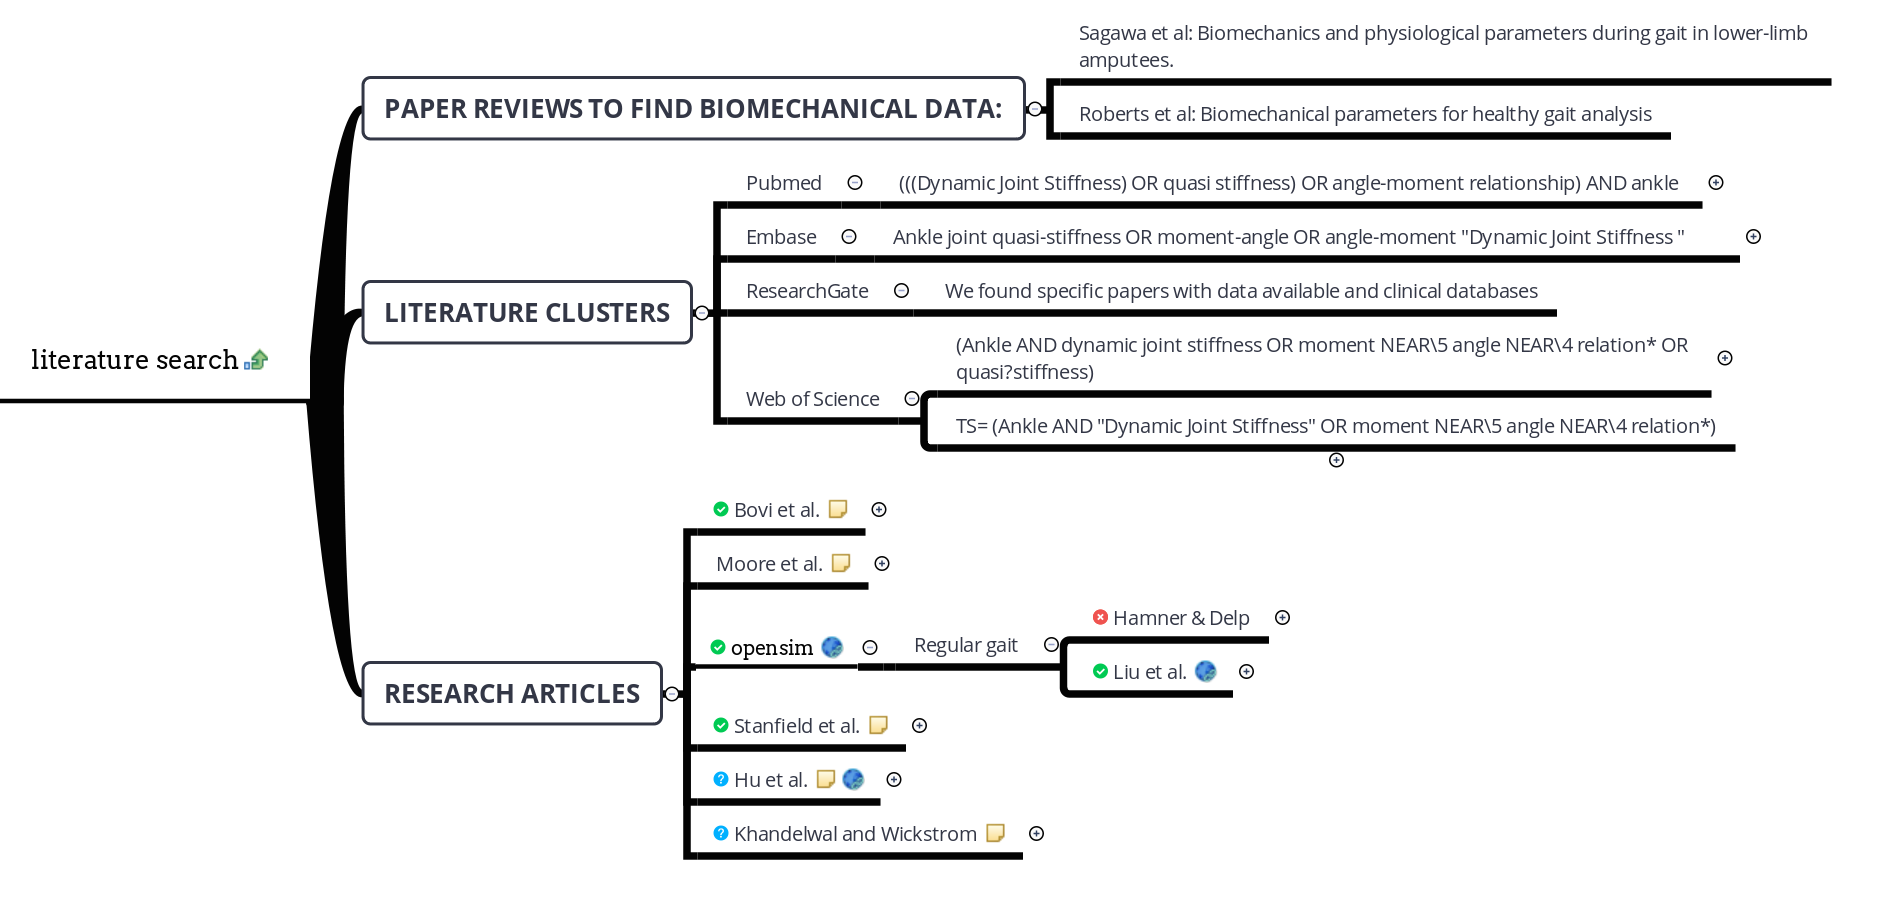 literature search
PAPER REVIEWS TO FIND BIOMECHANICAL DATA:
Sagawa et al: Biomechanics and physiological parameters during gait in lower-limb
amputees.
Roberts et al: Biomechanical parameters for healthy gait analysis
LITERATURE CLUSTERS
Pubmed
(((Dynamic Joint Stiffness) OR quasi stiffness) OR angle-moment relationship) AND ankle
Embase
Ankle joint quasi-stiffness OR moment-angle OR angle-moment "Dynamic Joint Stiffness "
ResearchGate
We found specific papers with data available and clinical databases
Web of Science
(Ankle AND dynamic joint stiffness OR moment NEAR\5 angle NEAR\4 relation* OR
quasi?stiffness)
TS= (Ankle AND "Dynamic Joint Stiffness" OR moment NEAR\5 angle NEAR\4 relation*)
RESEARCH ARTICLES
Bovi et al.
Moore et al.
opensim
Regular gait
Hamner & Delp
Liu et al.
Stanfield et al.
Hu et al.
Khandelwal and Wickstrom